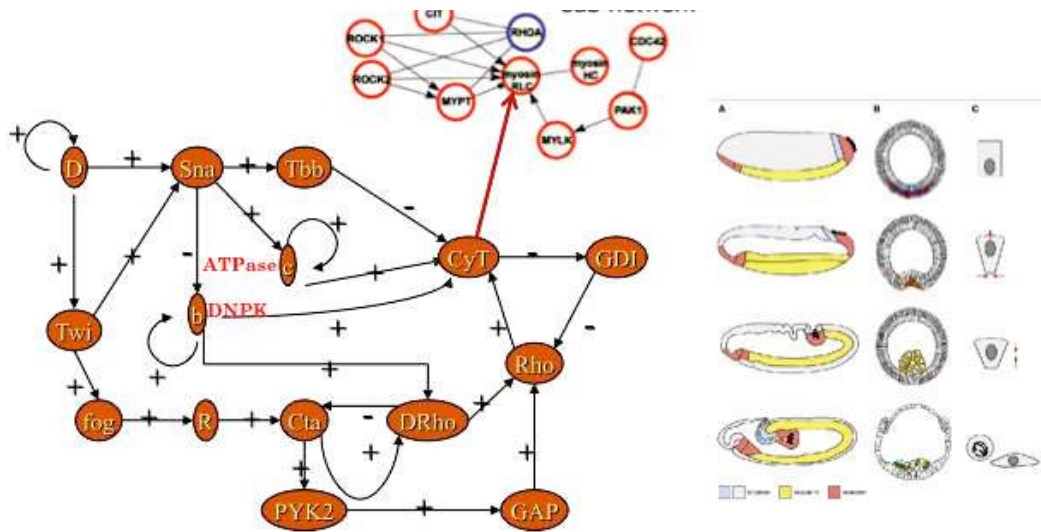 CIT
RHOA
ROCK1
CDC42
myosin
HC
myosin
RLC
ROCK2
MYPT
PAK1
MYLK
A
B
C
+
D
+
Sna
+
Tbb
-
+
+
+
+
-
ATPase
c
+
CyT
-
GDI
b
DNPK
Twi
+
+
-
+
+
Rho
+
fog
+
R
+
Cta
-
DRho
+
+
+
+
PYK2
+
GAP